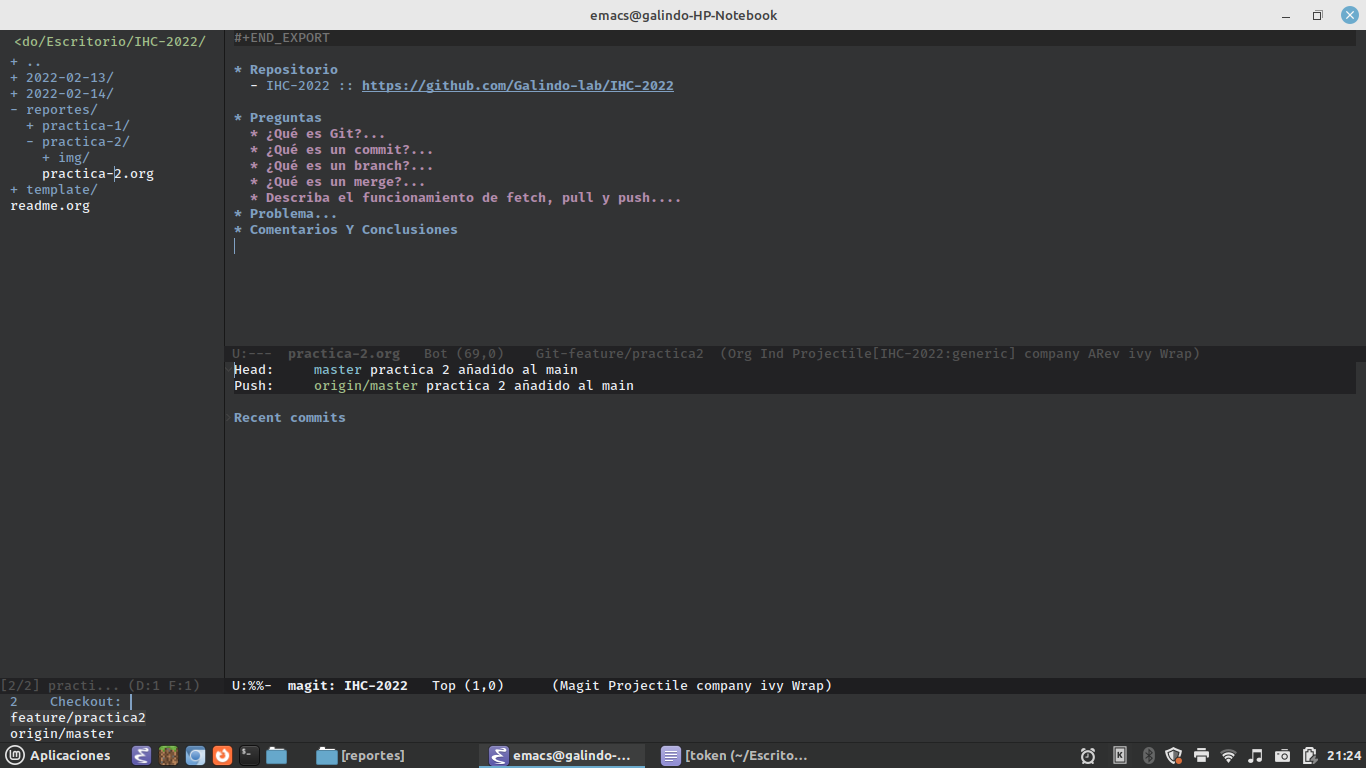 emacs@galindo-HP-Notebook
<do/Escritorio/IHC-2022/
+ ..
+ 2022-02-13/
+ 2022-02-14/
- reportes/
+ practica-1/
- practica-2/
+ img/
practica-2.org
+ template/
readme.org
[2/2] practi... (D:1 F:1)
#+END_EXPORT
* Repositorio
- IHC-2022 :: https://github.com/Galindo-lab/IHC-2022
* Preguntas
* ¿Qué es Git?...
* ¿Qué es un commit?...
* ¿Qué es un branch?...
* ¿Qué es un merge?...
* Describa el funcionamiento de fetch, pull y push....
* Problema...
* Comentarios Y Conclusiones
U:--- practica-2.org Bot (69,0) Git-feature/practica2 (Org Ind Projectile[IHC-2022:generic] company ARev ivy Wrap)
Head: master practica 2 añadido al main
Push: origin/master practica 2 añadido al main
Recent commits
U:%%- magit: IHC-2022 Top (1,0) (Magit Projectile company ivy Wrap)
2 Checkout:
feature/practica2
origin/master
Aplicaciones [reportes] emacs@galindo-... [token (~/Escrito... 21:24